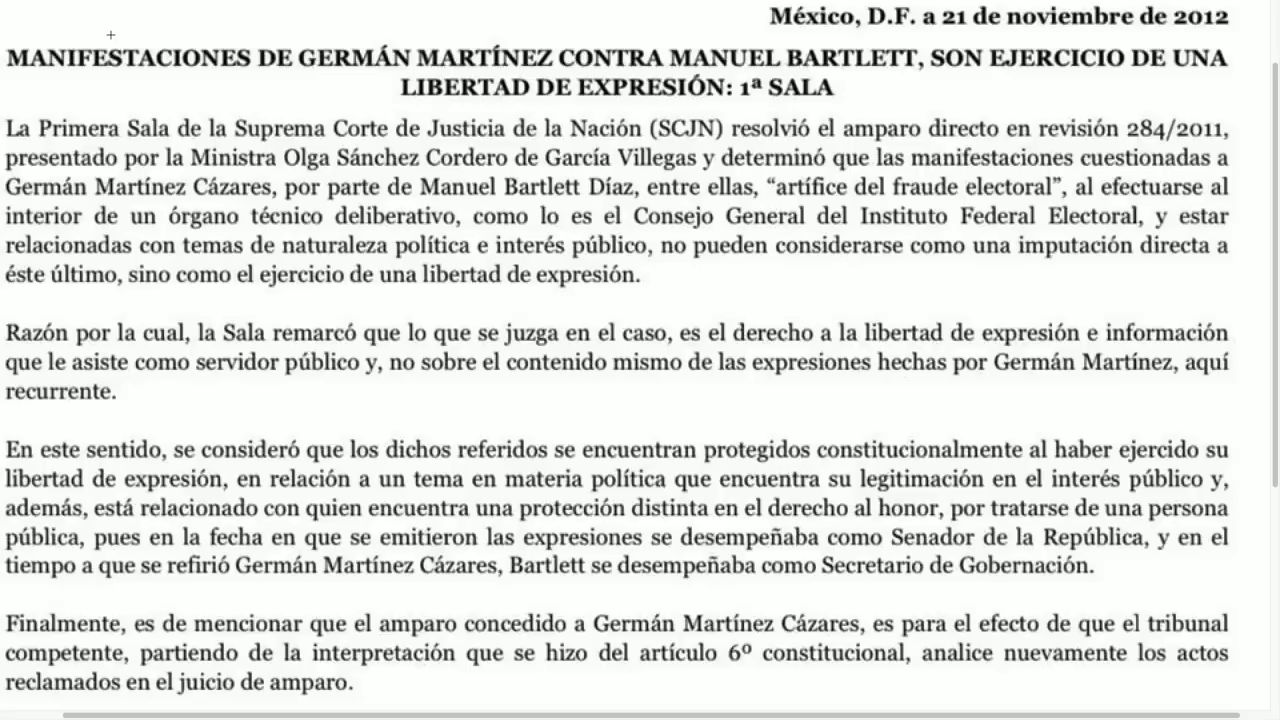 México, D.F. a 21 de noviembre de 2012
MANIFESTACIONES DE GERMÁN MARTÍNEZ CONTRA MANUEL BARTLETT, SON EJERCICIO DE UNA
LIBERTAD DE EXPRESIÓN: 1ª SALA
La Primera Sala de la Suprema Corte de Justicia de la Nación (SCJN) resolvió el amparo directo en revisión 284/2011,
presentado por la Ministra Olga Sánchez Cordero de García Villegas y determinó que las manifestaciones cuestionadas a
Germán Martínez Cázares, por parte de Manuel Bartlett Díaz, entre ellas, “artífice del fraude electoral”, al efectuarse al
interior de un órgano técnico deliberativo, como lo es el Consejo General del Instituto Federal Electoral, y estar
relacionadas con temas de naturaleza política e interés público, no pueden considerarse como una imputación directa a
éste último, sino como el ejercicio de una libertad de expresión.
Razón por la cual, la Sala remarcó que lo que se juzga en el caso, es el derecho a la libertad de expresión e información
que le asiste como servidor público y, no sobre el contenido mismo de las expresiones hechas por Germán Martínez, aquí
recurrente.
En este sentido, se consideró que los dichos referidos se encuentran protegidos constitucionalmente al haber ejercido su
libertad de expresión, en relación a un tema en materia política que encuentra su legitimación en el interés público y,
además, está relacionado con quien encuentra una protección distinta en el derecho al honor, por tratarse de una persona
pública, pues en la fecha en que se emitieron las expresiones se desempeñaba como Senador de la República, y en el
tiempo a que se refirió Germán Martínez Cázares, Bartlett se desempeñaba como Secretario de Gobernación.
Finalmente, es de mencionar que el amparo concedido a Germán Martínez Cázares, es para el efecto de que el tribunal
competente, partiendo de la interpretación que se hizo del artículo 6º constitucional, analice nuevamente los actos
reclamados en el juicio de amparo.